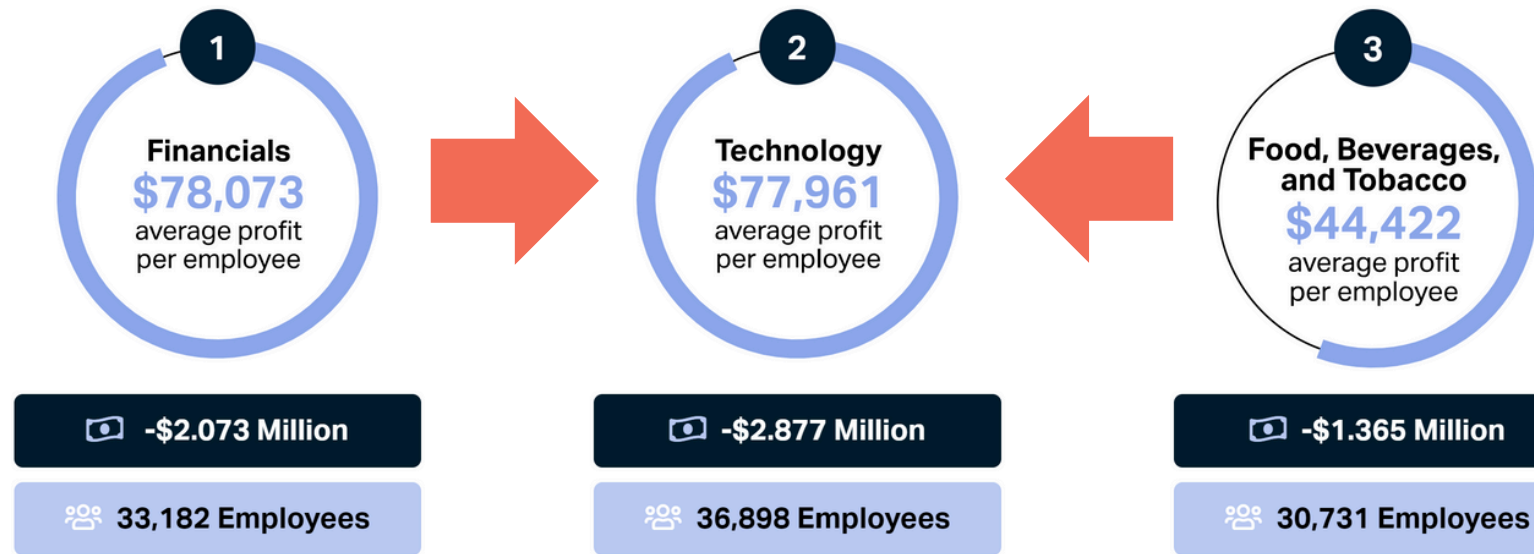 1
Financials
$78,073
average profit
per employee
-$2.073 Million
33,182 Employees
2
Technology
$77,961
average profit
per employee
-$2.877 Million
36,898 Employees
3
Food, Beverages,
and Tobacco
$44,422
average profit
per employee
-$1.365 Million
30,731 Employees